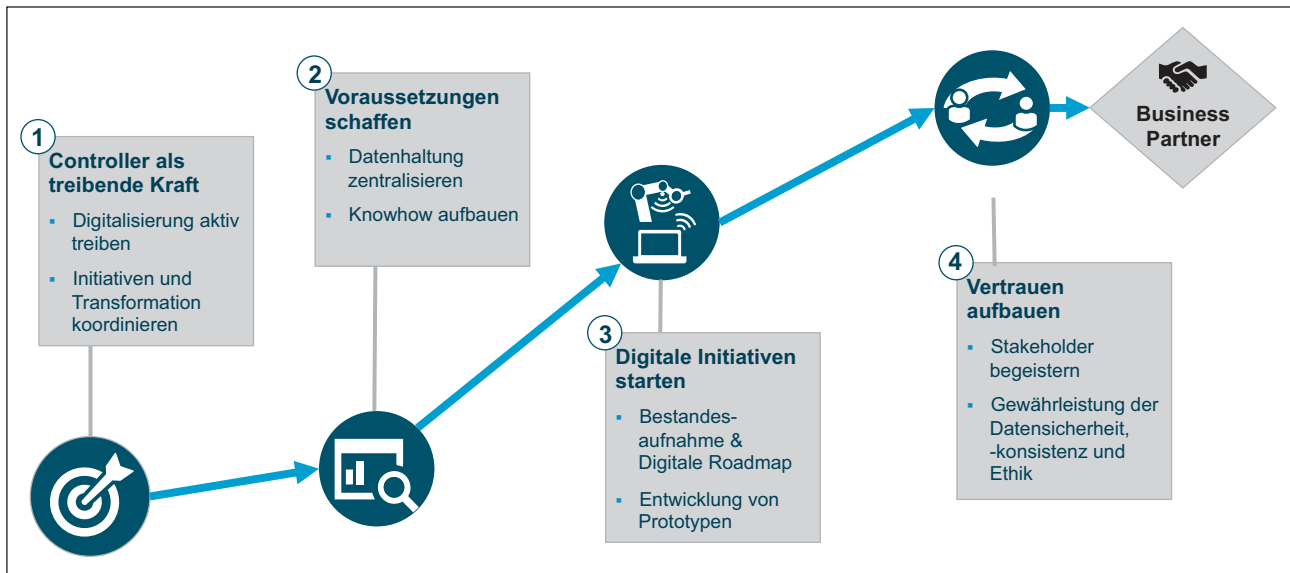 1
Controller als
treibende Kraft
▪ Digitalisierung aktiv
treiben
▪ Initiativen und
Transformation
koordinieren
2
Voraussetzungen
schaffen
▪ Datenhaltung
zentralisieren
▪ Knowhow aufbauen
3
Digitale Initiativen
starten
▪ Bestandes-
aufnahme &
Digitale Roadmap
▪ Entwicklung von
Prototypen
4
Vertrauen
aufbauen
▪ Stakeholder
begeistern
▪ Gewährleistung der
Datensicherheit,
-konsistenz und
Ethik
Business
Partner